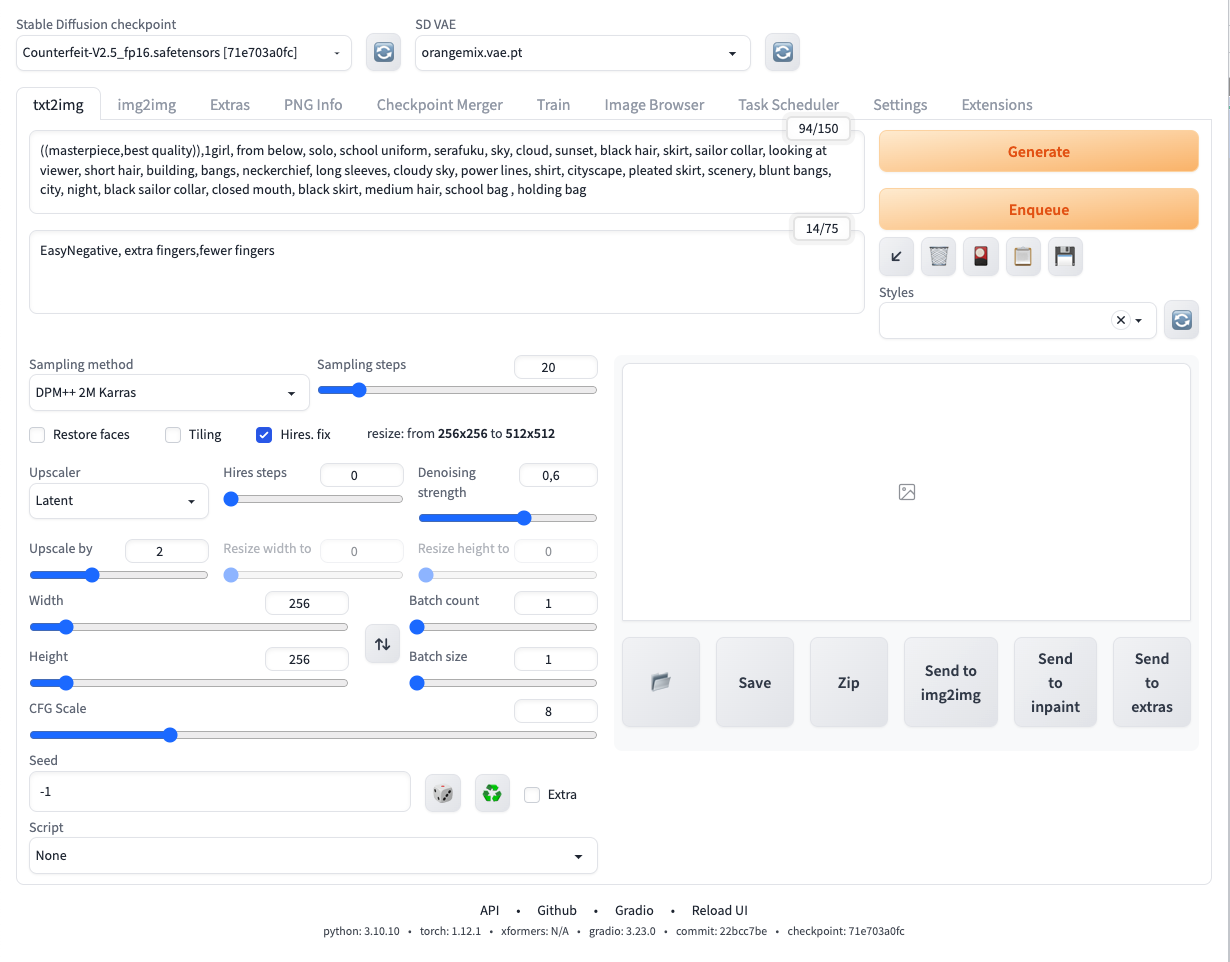 Stable Diffusion checkpoint
SD VAE
Counterfeit-V2.5_fp16.safetensors [71e703a0fc]
orangemix.vae.pt
txt2img
img2img
Extras
PNG Info
Checkpoint Merger
Train
Image Browser
Task Scheduler
Settings
Extensions
94/150
((masterpiece,best quality)),1girl, from below, solo, school uniform, serafuku, sky, cloud, sunset, black hair, skirt, sailor collar, looking at
viewer, short hair, building, bangs, neckerchief, long sleeves, cloudy sky, power lines, shirt, cityscape, pleated skirt, scenery, blunt bangs,
city, night, black sailor collar, closed mouth, black skirt, medium hair, school bag , holding bag
Generate
Enqueue
14/75
EasyNegative, extra fingers,fewer fingers
Styles
Sampling method
DPM++ 2M Karras
Sampling steps
20
Restore faces
Tiling
Hires. fix
resize: from 256x256 to 512x512
Upscaler
Latent
Hires steps
0
Denoising
strength
0,6
Upscale by
2
Resize width to
0
Resize height to
0
Width
256
Batch count
1
Height
256
Batch size
1
CFG Scale
8
Seed
-1
Extra
Script
None
Save
Zip
Send to
img2img
Send
to
inpaint
Send
to
extras
API • Github • Gradio • Reload UI
python: 3.10.10 • torch: 1.12.1 • xformers: N/A • gradio: 3.23.0 • commit: 22bcc7be • checkpoint: 71e703a0fc